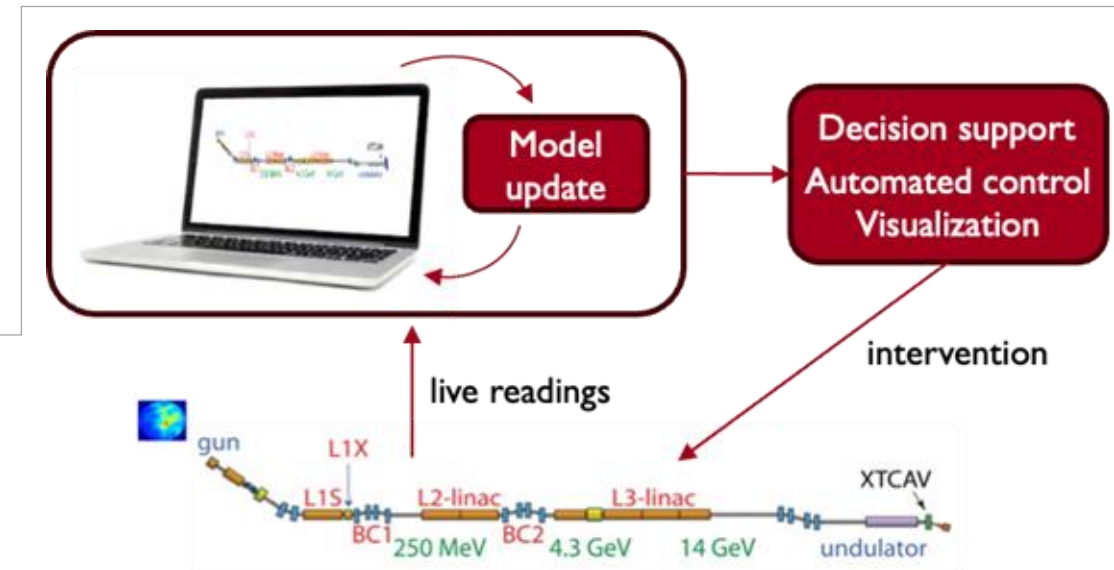 Model
update
Decision support
Automated control
Visualization
intervention
live readings
gun
L1X
L1S
BC1
250 MeV
L2-linac
BC2
4.3 GeV
L3-linac
14 GeV
undulator
XTCAV